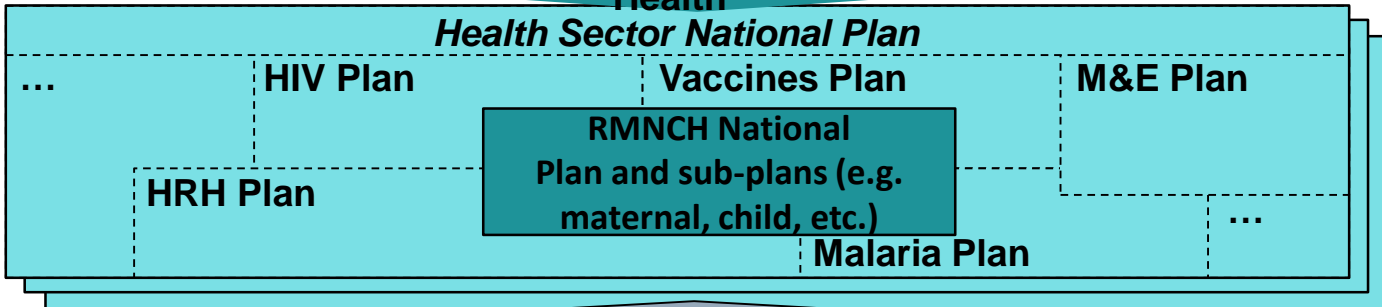 Health
Health Sector National Plan
…
HIV Plan
Vaccines Plan
M&E Plan
RMNCH National
Plan and sub-plans (e.g.
maternal, child, etc.)
HRH Plan
…
Malaria Plan